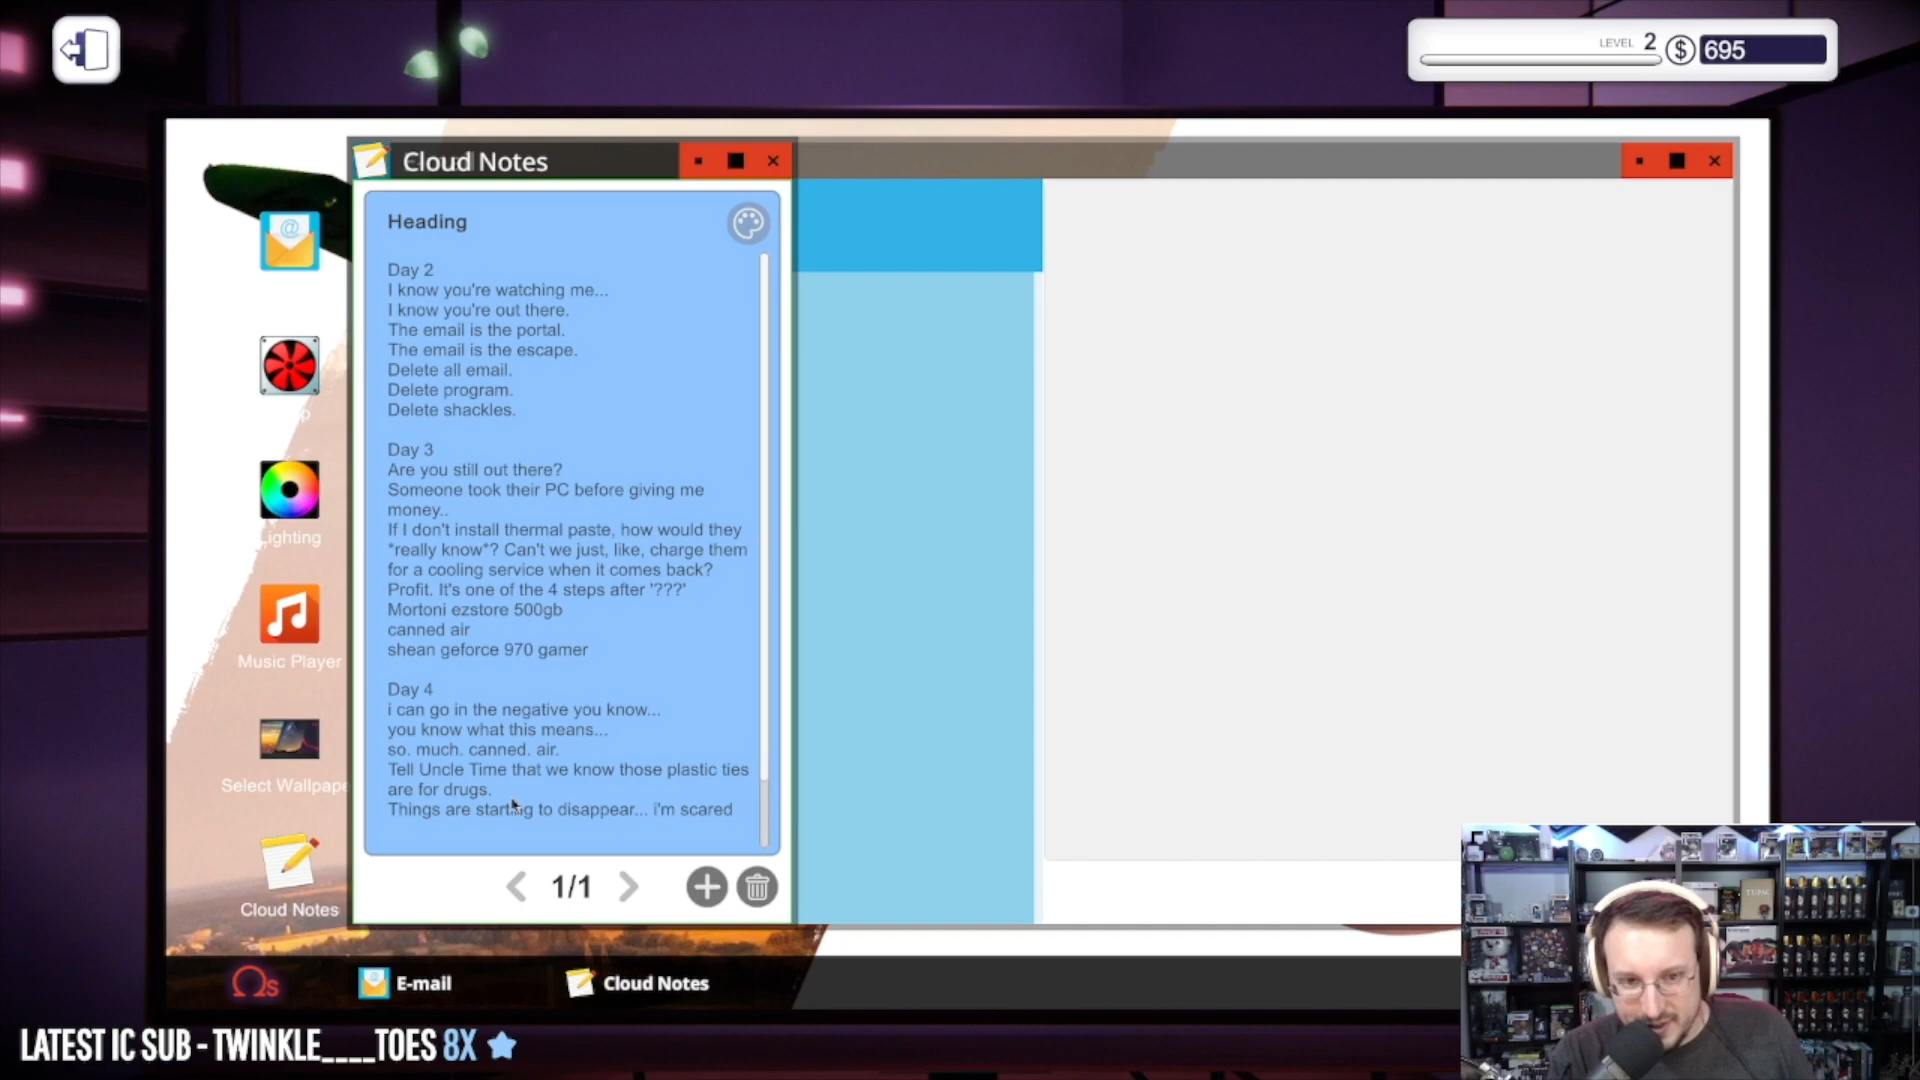 LEVEL 2
$ 695
Cloud Notes
Heading
Day 2
I know you're watching me...
I know you're out there.
The email is the portal.
The email is the escape.
Delete all email.
Delete program.
Delete shackles.
Day 3
Are you still out there?
Someone took their PC before giving me
money..
If I don't install thermal paste, how would they
*really know*? Can't we just, like, charge them
for a cooling service when it comes back?
Profit. It's one of the 4 steps after '???'
Mortoni ezstore 500gb
canned air
shean geforce 970 gamer
Day 4
i can go in the negative you know...
you know what this means...
so. much. canned. air.
Tell Uncle Time that we know those plastic ties
are for drugs.
Things are starting to disappear... i'm scared
1/1
Lighting
Music Player
Select Wallpape
Cloud Notes
Ωs
E-mail
Cloud Notes
LATEST IC SUB - TWINKLE____TOES 8X